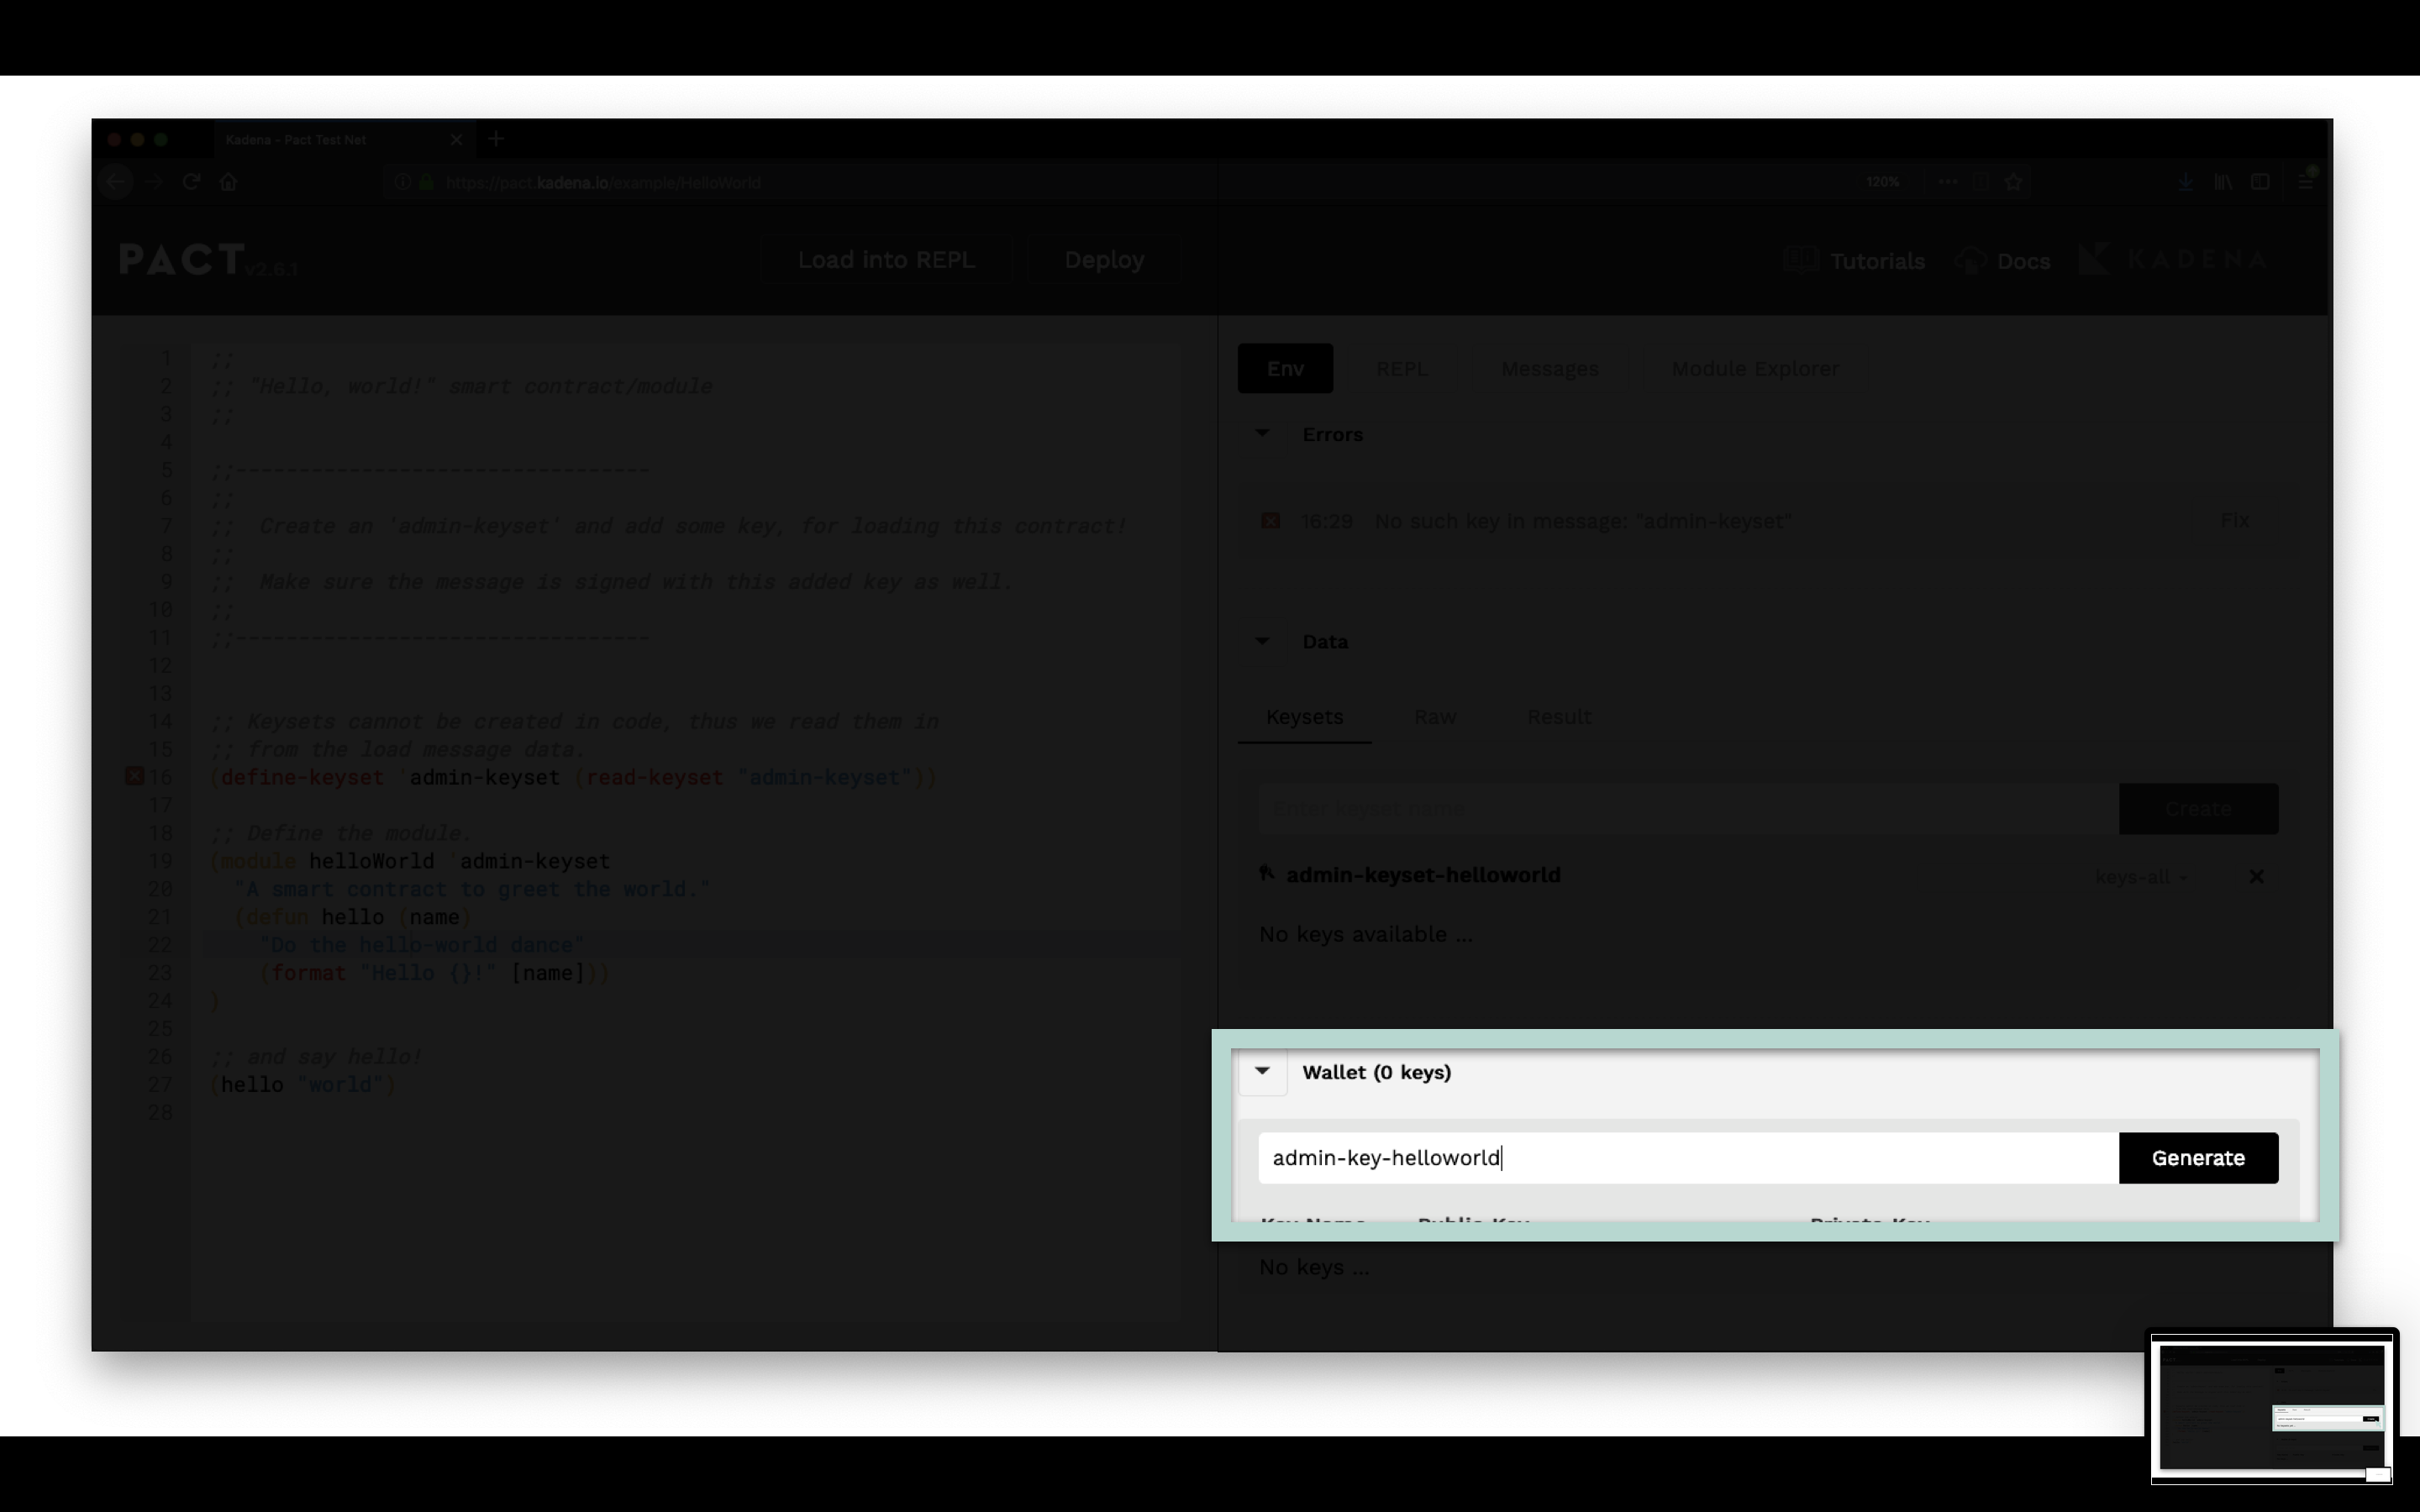 Kadena - Pact Test Net
https://pact.kadena.io/example/HelloWorld
120%
PACT v2.6.1
Load into REPL
Deploy
Tutorials
Docs
KADENA
1 ;;
2 ;; "Hello, world!" smart contract/module
3 ;;
4
5 ;;---------------------------------
6 ;;
7 ;;  Create an 'admin-keyset' and add some key, for loading this contract!
8 ;;
9 ;;  Make sure the message is signed with this added key as well.
10 ;;
11 ;;---------------------------------
12
13
14 ;; Keysets cannot be created in code, thus we read them in
15 ;; from the load message data.
16 (define-keyset 'admin-keyset (read-keyset "admin-keyset"))
17
18 ;; Define the module.
19 (module helloWorld 'admin-keyset
20   "A smart contract to greet the world."
21   (defun hello (name)
22     "Do the hello-world dance"
23     (format "Hello {}!" [name]))
24 )
25
26 ;; and say hello!
27 (hello "world")
28
Env
REPL
Messages
Module Explorer
Errors
16:29 No such key in message: "admin-keyset"
Fix
Data
Keysets
Raw
Result
Enter keyset name
Create
admin-keyset-helloworld
keys-all
No keys available ...
Wallet (0 keys)
admin-key-helloworld
Generate
Key Name
Public Key
Private Key
No keys ...